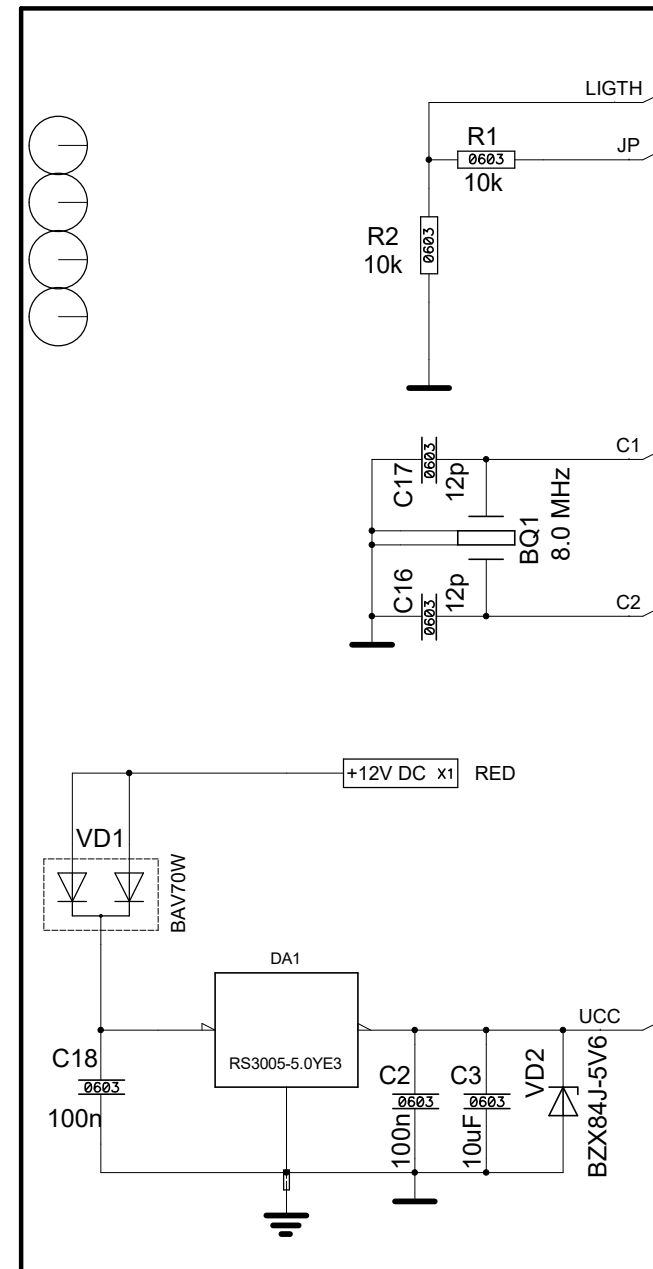 LIGTH
R1
JP
0603
10k
R2
0603
10k
C1
C17
0603
12p
BQ1
8.0 MHz
C16
0603
12p
C2
+12V DC X1
RED
VD1
BAV70W
DA1
UCC
RS3005-5.0YE3
C18
0603
100n
C2
0603
100n
C3
0603
10uF
VD2
BZX84J-5V6